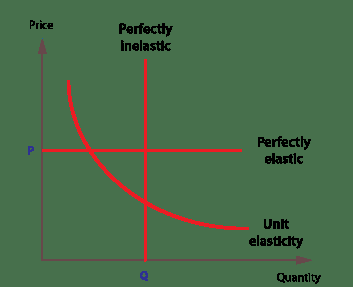 Price
Perfectly
inelastic
P
Perfectly
elastic
Unit
elasticity
Q
Quantity